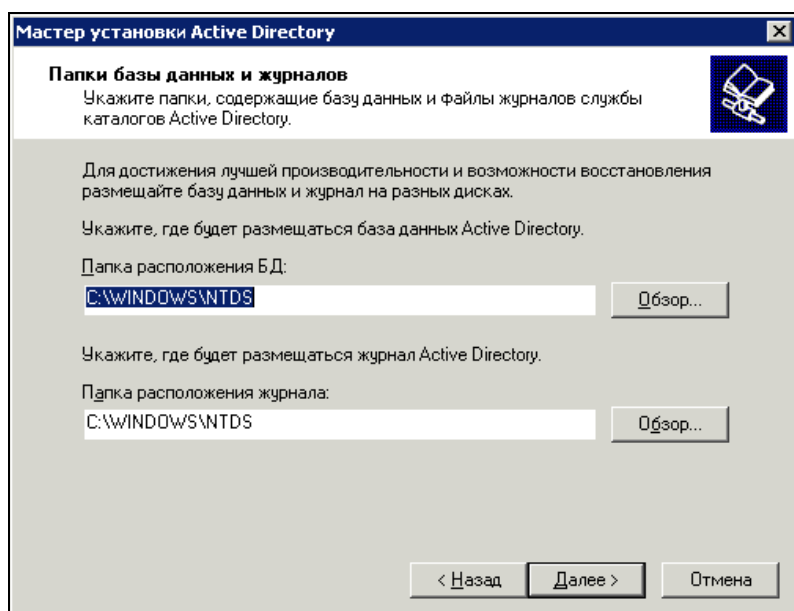 Мастер установки Active Directory
Папки базы данных и журналов
Укажите папки, содержащие базу данных и файлы журналов службы
каталогов Active Directory.
Для достижения лучшей производительности и возможности восстановления
размещайте базу данных и журнал на разных дисках.
Укажите, где будет размещаться база данных Active Directory.
Папка расположения БД:
C:\WINDOWS\NTDS
Обзор...
Укажите, где будет размещаться журнал Active Directory.
Папка расположения журнала:
C:\WINDOWS\NTDS
Обзор...
< Назад
Далее >
Отмена